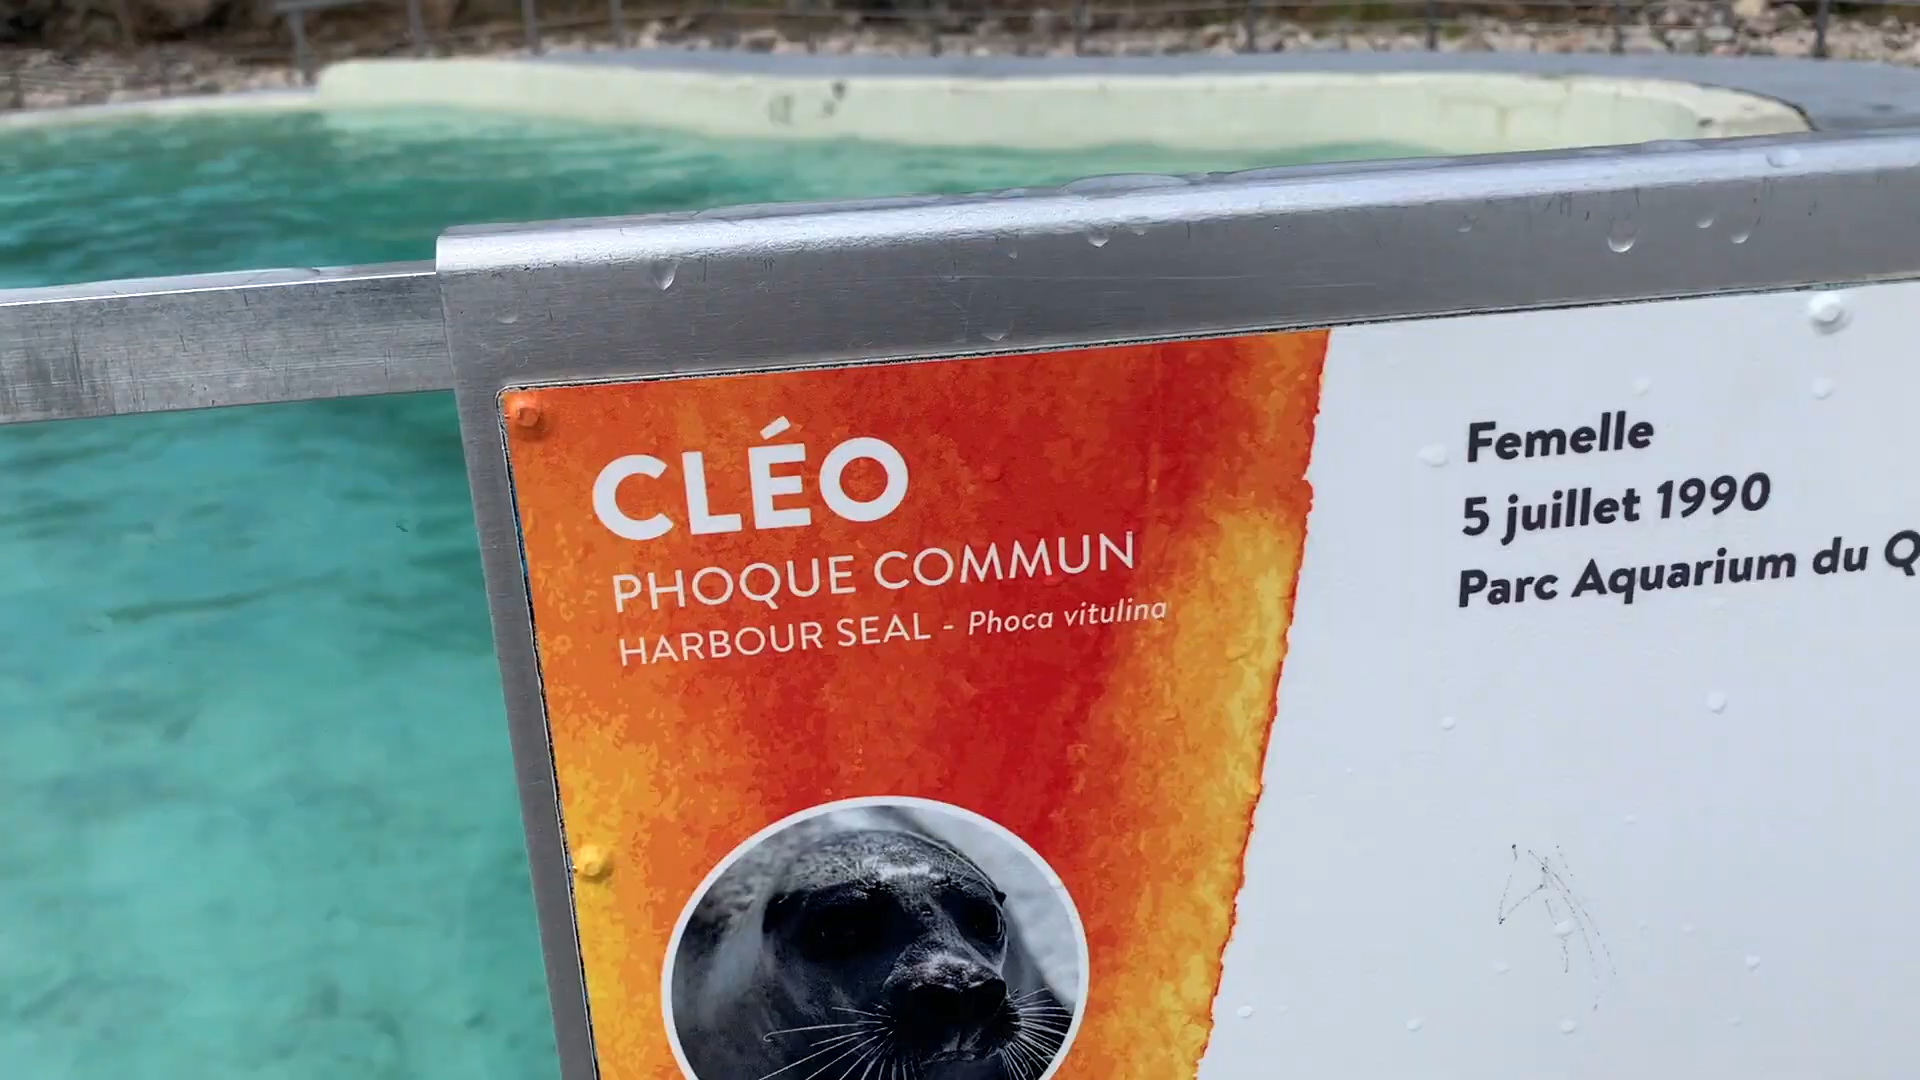 CLÉO
PHOQUE COMMUN
HARBOUR SEAL - Phoca vitulina
Femelle
5 juillet 1990
Parc Aquarium du